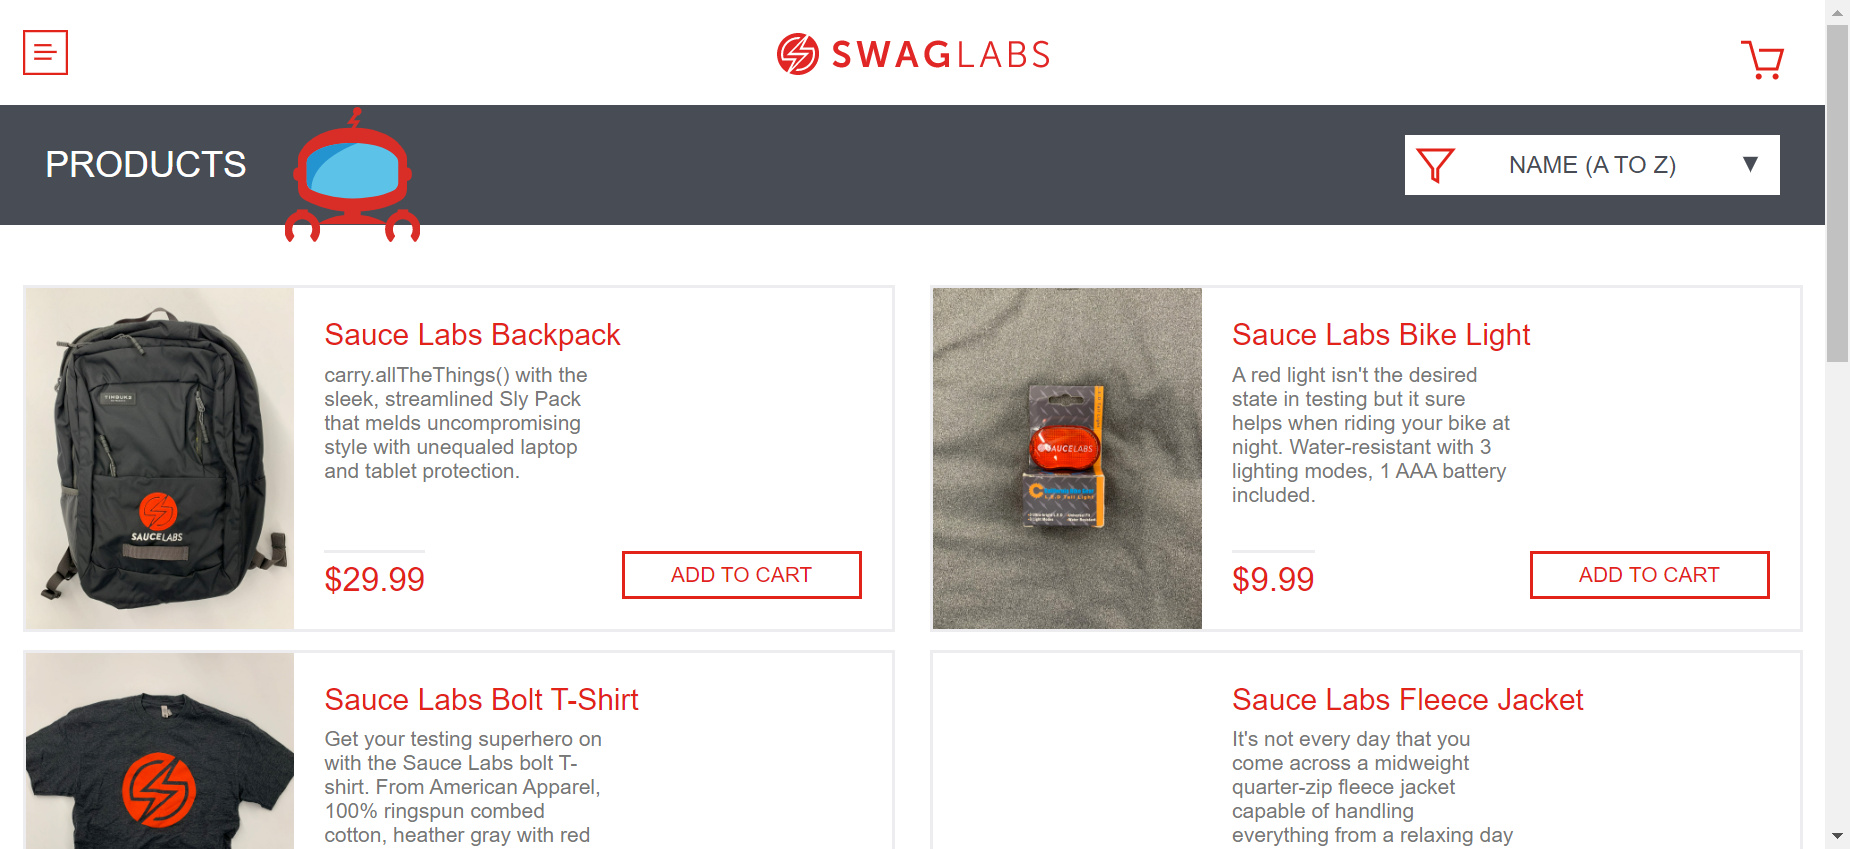 SWAGLABS
PRODUCTS
NAME (A TO Z)
Sauce Labs Backpack
carry.allTheThings() with the
sleek, streamlined Sly Pack
that melds uncompromising
style with unequaled laptop
and tablet protection.
$29.99
ADD TO CART
SAUCELABS
Sauce Labs Bike Light
A red light isn't the desired
state in testing but it sure
helps when riding your bike at
night. Water-resistant with 3
lighting modes, 1 AAA battery
included.
$9.99
ADD TO CART
SAUCELABS
Sauce Labs Bolt T-Shirt
Get your testing superhero on
with the Sauce Labs bolt T-
shirt. From American Apparel,
100% ringspun combed
cotton, heather gray with red
Sauce Labs Fleece Jacket
It's not every day that you
come across a midweight
quarter-zip fleece jacket
capable of handling
everything from a relaxing day